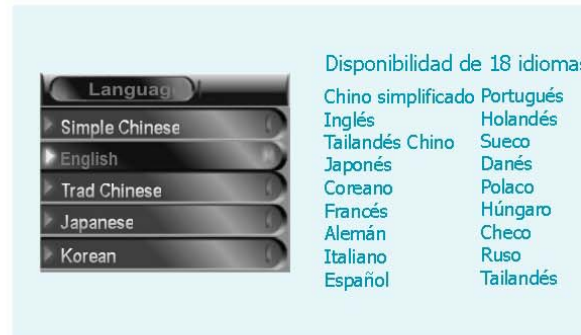 Languag
Simple Chinese
English
Trad Chinese
Japanese
Korean
Disponibilidad de 18 idiomas
Chino simplificado Portugués
Inglés Holandés
Tailandés Chino Sueco
Japonés Danés
Coreano Polaco
Francés Húngaro
Alemán Checo
Italiano Ruso
Español Tailandés